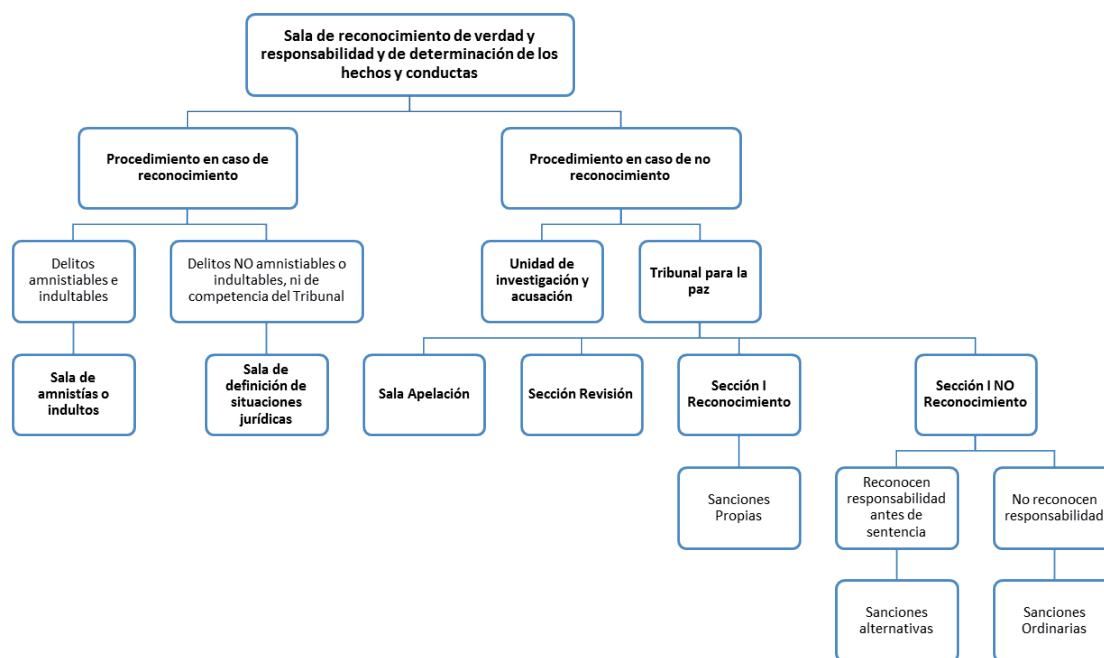 Sala de reconocimiento de verdad y
responsabilidad y de determinación de los
hechos y conductas
Procedimiento en caso de
reconocimiento
Procedimiento en caso de no
reconocimiento
Delitos
amnistiables e
indultables
Delitos NO amnistiables o
indultables, ni de
competencia del Tribunal
Unidad de
investigación y
acusación
Tribunal para la
paz
Sala de
amnistías o
indultos
Sala de
definición de
situaciones
jurídicas
Sala Apelación
Sección Revisión
Sección I
Reconocimiento
Sección I NO
Reconocimiento
Sanciones
Propias
Reconocen
responsabilidad
antes de
sentencia
No reconocen
responsabilidad
Sanciones
alternativas
Sanciones
Ordinarias